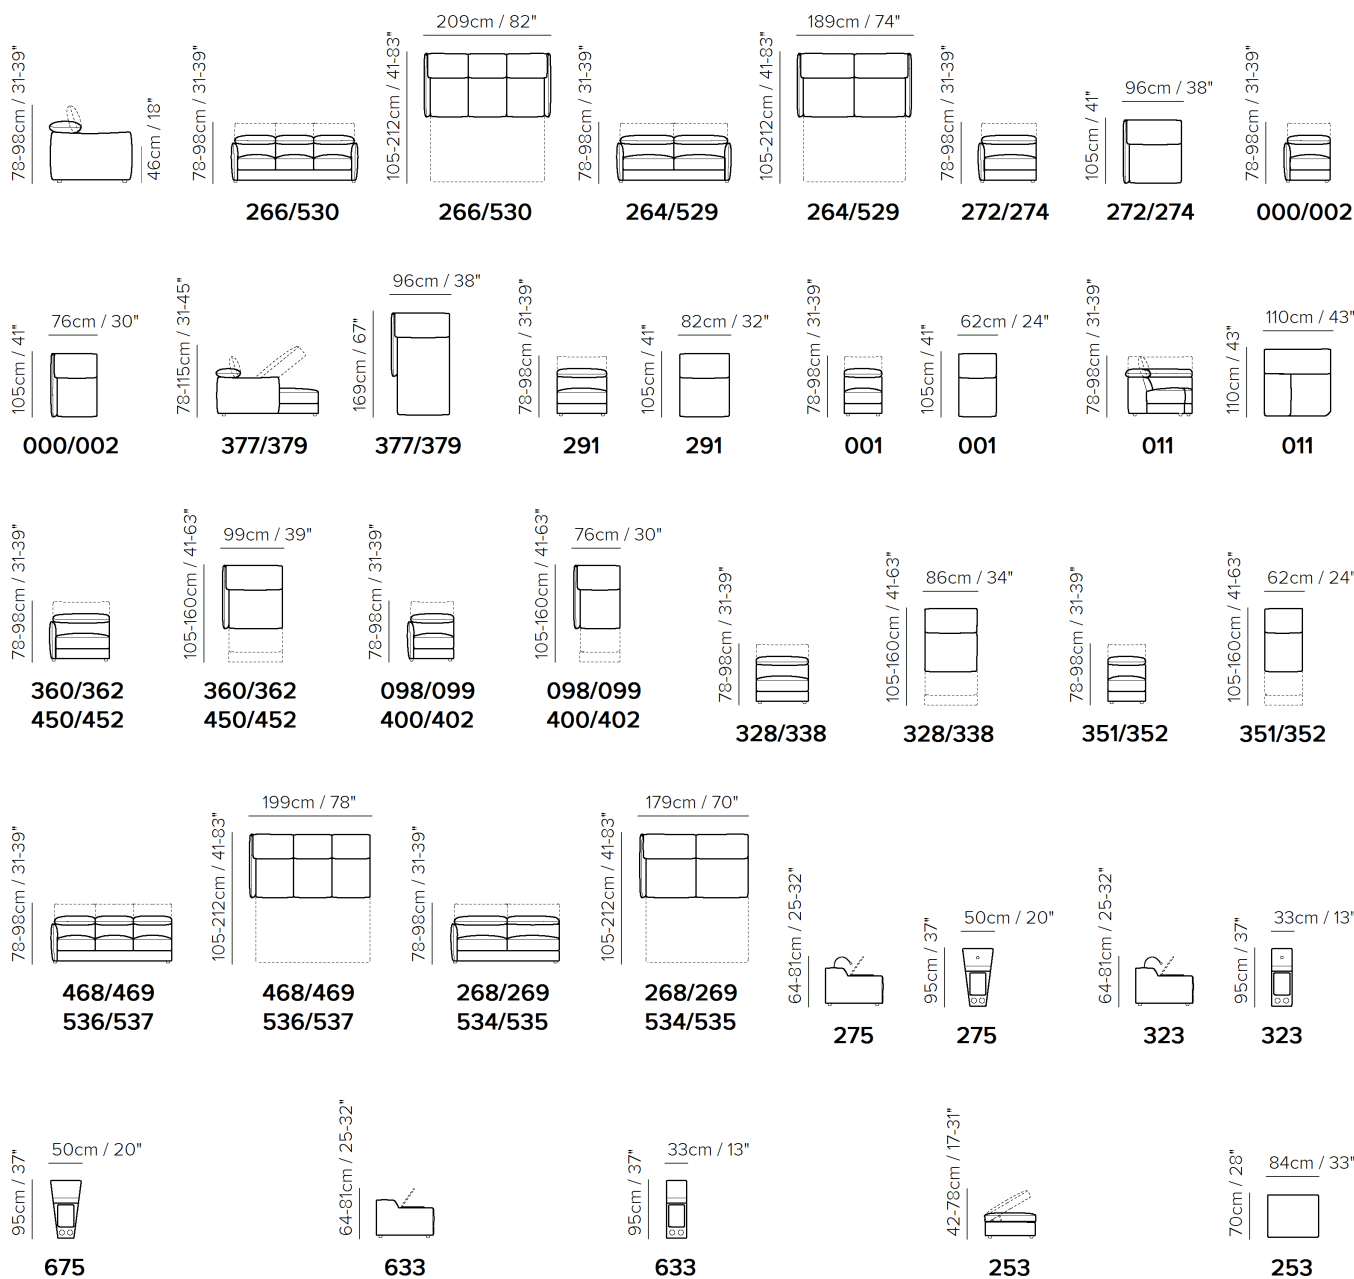 78-98cm / 31-39"
46cm / 18"
78-98cm / 31-39"
266/530
209cm / 82"
105-212cm / 41-83"
266/530
78-98cm / 31-39"
264/529
189cm / 74"
105-212cm / 41-83"
264/529
78-98cm / 31-39"
272/274
96cm / 38"
105cm / 41"
272/274
78-98cm / 31-39"
000/002
76cm / 30"
105cm / 41"
000/002
78-115cm / 31-45"
377/379
96cm / 38"
169cm / 67"
377/379
78-98cm / 31-39"
291
82cm / 32"
105cm / 41"
291
78-98cm / 31-39"
001
62cm / 24"
105cm / 41"
001
78-98cm / 31-39"
011
110cm / 43"
110cm / 43"
011
78-98cm / 31-39"
360/362
450/452
99cm / 39"
105-160cm / 41-63"
360/362
450/452
78-98cm / 31-39"
098/099
400/402
76cm / 30"
105-160cm / 41-63"
098/099
400/402
78-98cm / 31-39"
328/338
86cm / 34"
105-160cm / 41-63"
328/338
78-98cm / 31-39"
351/352
62cm / 24"
105-160cm / 41-63"
351/352
78-98cm / 31-39"
468/469
536/537
199cm / 78"
105-212cm / 41-83"
468/469
536/537
78-98cm / 31-39"
268/269
534/535
179cm / 70"
105-212cm / 41-83"
268/269
534/535
64-81cm / 25-32"
275
50cm / 20"
95cm / 37"
275
64-81cm / 25-32"
323
33cm / 13"
95cm / 37"
323
50cm / 20"
95cm / 37"
675
64-81cm / 25-32"
633
33cm / 13"
95cm / 37"
633
42-78cm / 17-31"
253
84cm / 33"
70cm / 28"
253